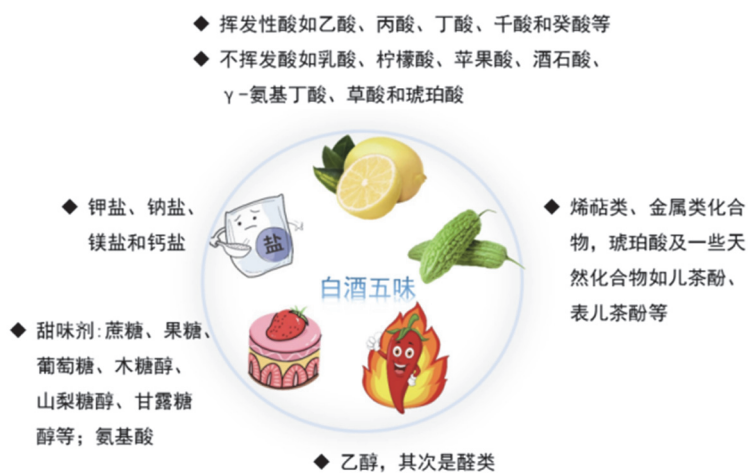 ◆ 挥发性酸如乙酸、丙酸、丁酸、千酸和癸酸等
◆ 不挥发酸如乳酸、柠檬酸、苹果酸、酒石酸、
γ-氨基丁酸、草酸和琥珀酸
◆ 钾盐、钠盐、
镁盐和钙盐
盐
◆ 烯萜类、金属类化合
物，琥珀酸及一些天
然化合物如儿茶酚、
表儿茶酚等
白酒五味
◆ 甜味剂:蔗糖、果糖、
葡萄糖、木糖醇、
山梨糖醇、甘露糖
醇等；氨基酸
◆ 乙醇，其次是醛类